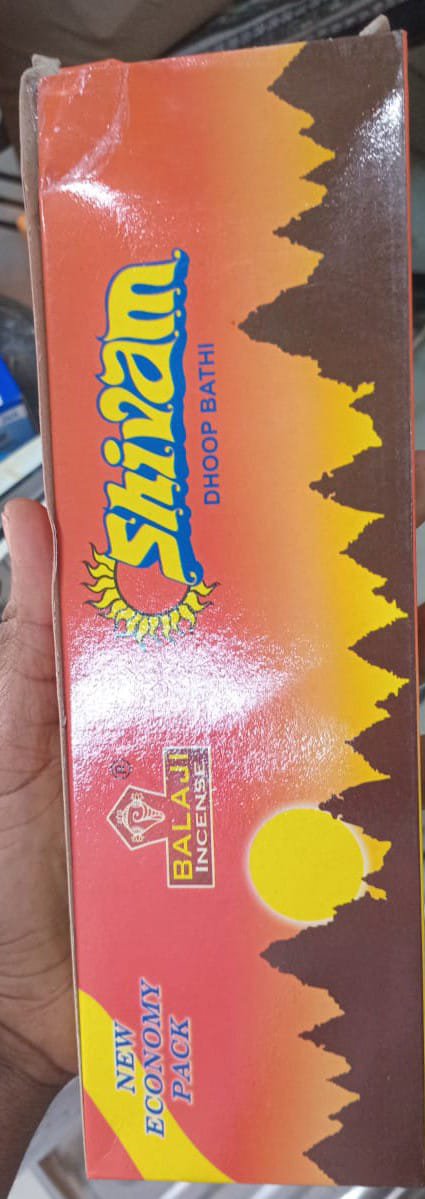 NEW
ECONOMY
PACK
BALAJI
INCENSE
Shivam
DHOOP BATHI